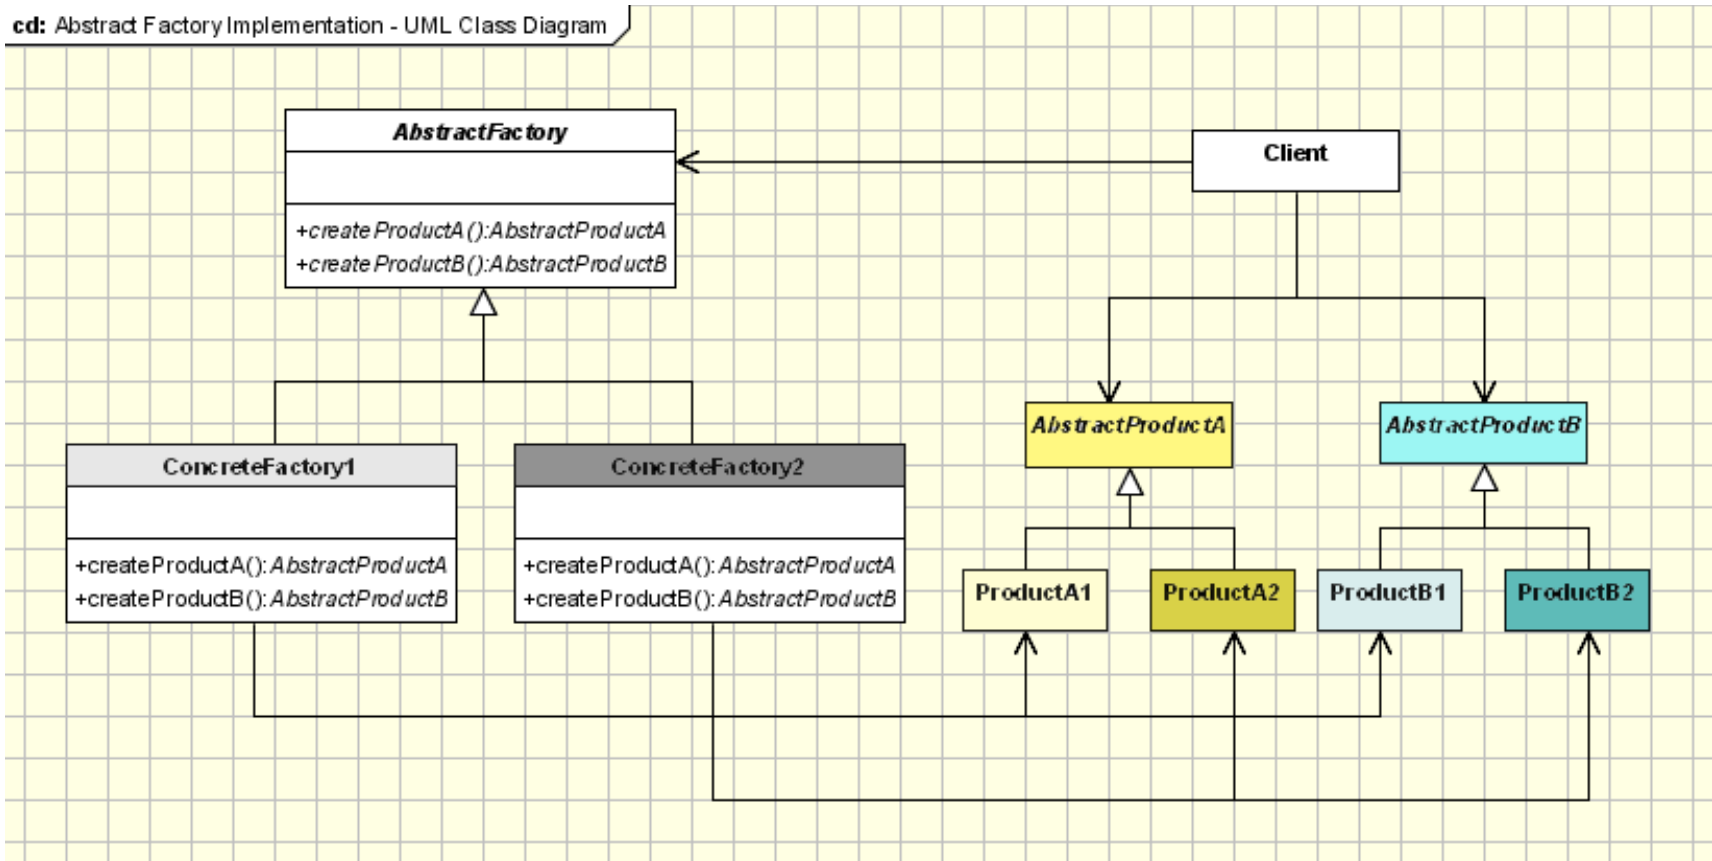 cd: Abstract Factory Implementation - UML Class Diagram
AbstractFactory
+createProductA():AbstractProductA
+createProductB():AbstractProductB
Client
ConcreteFactory1
+createProductA():AbstractProductA
+createProductB():AbstractProductB
ConcreteFactory2
+createProductA():AbstractProductA
+createProductB():AbstractProductB
AbstractProductA
AbstractProductB
ProductA1
ProductA2
ProductB1
ProductB2